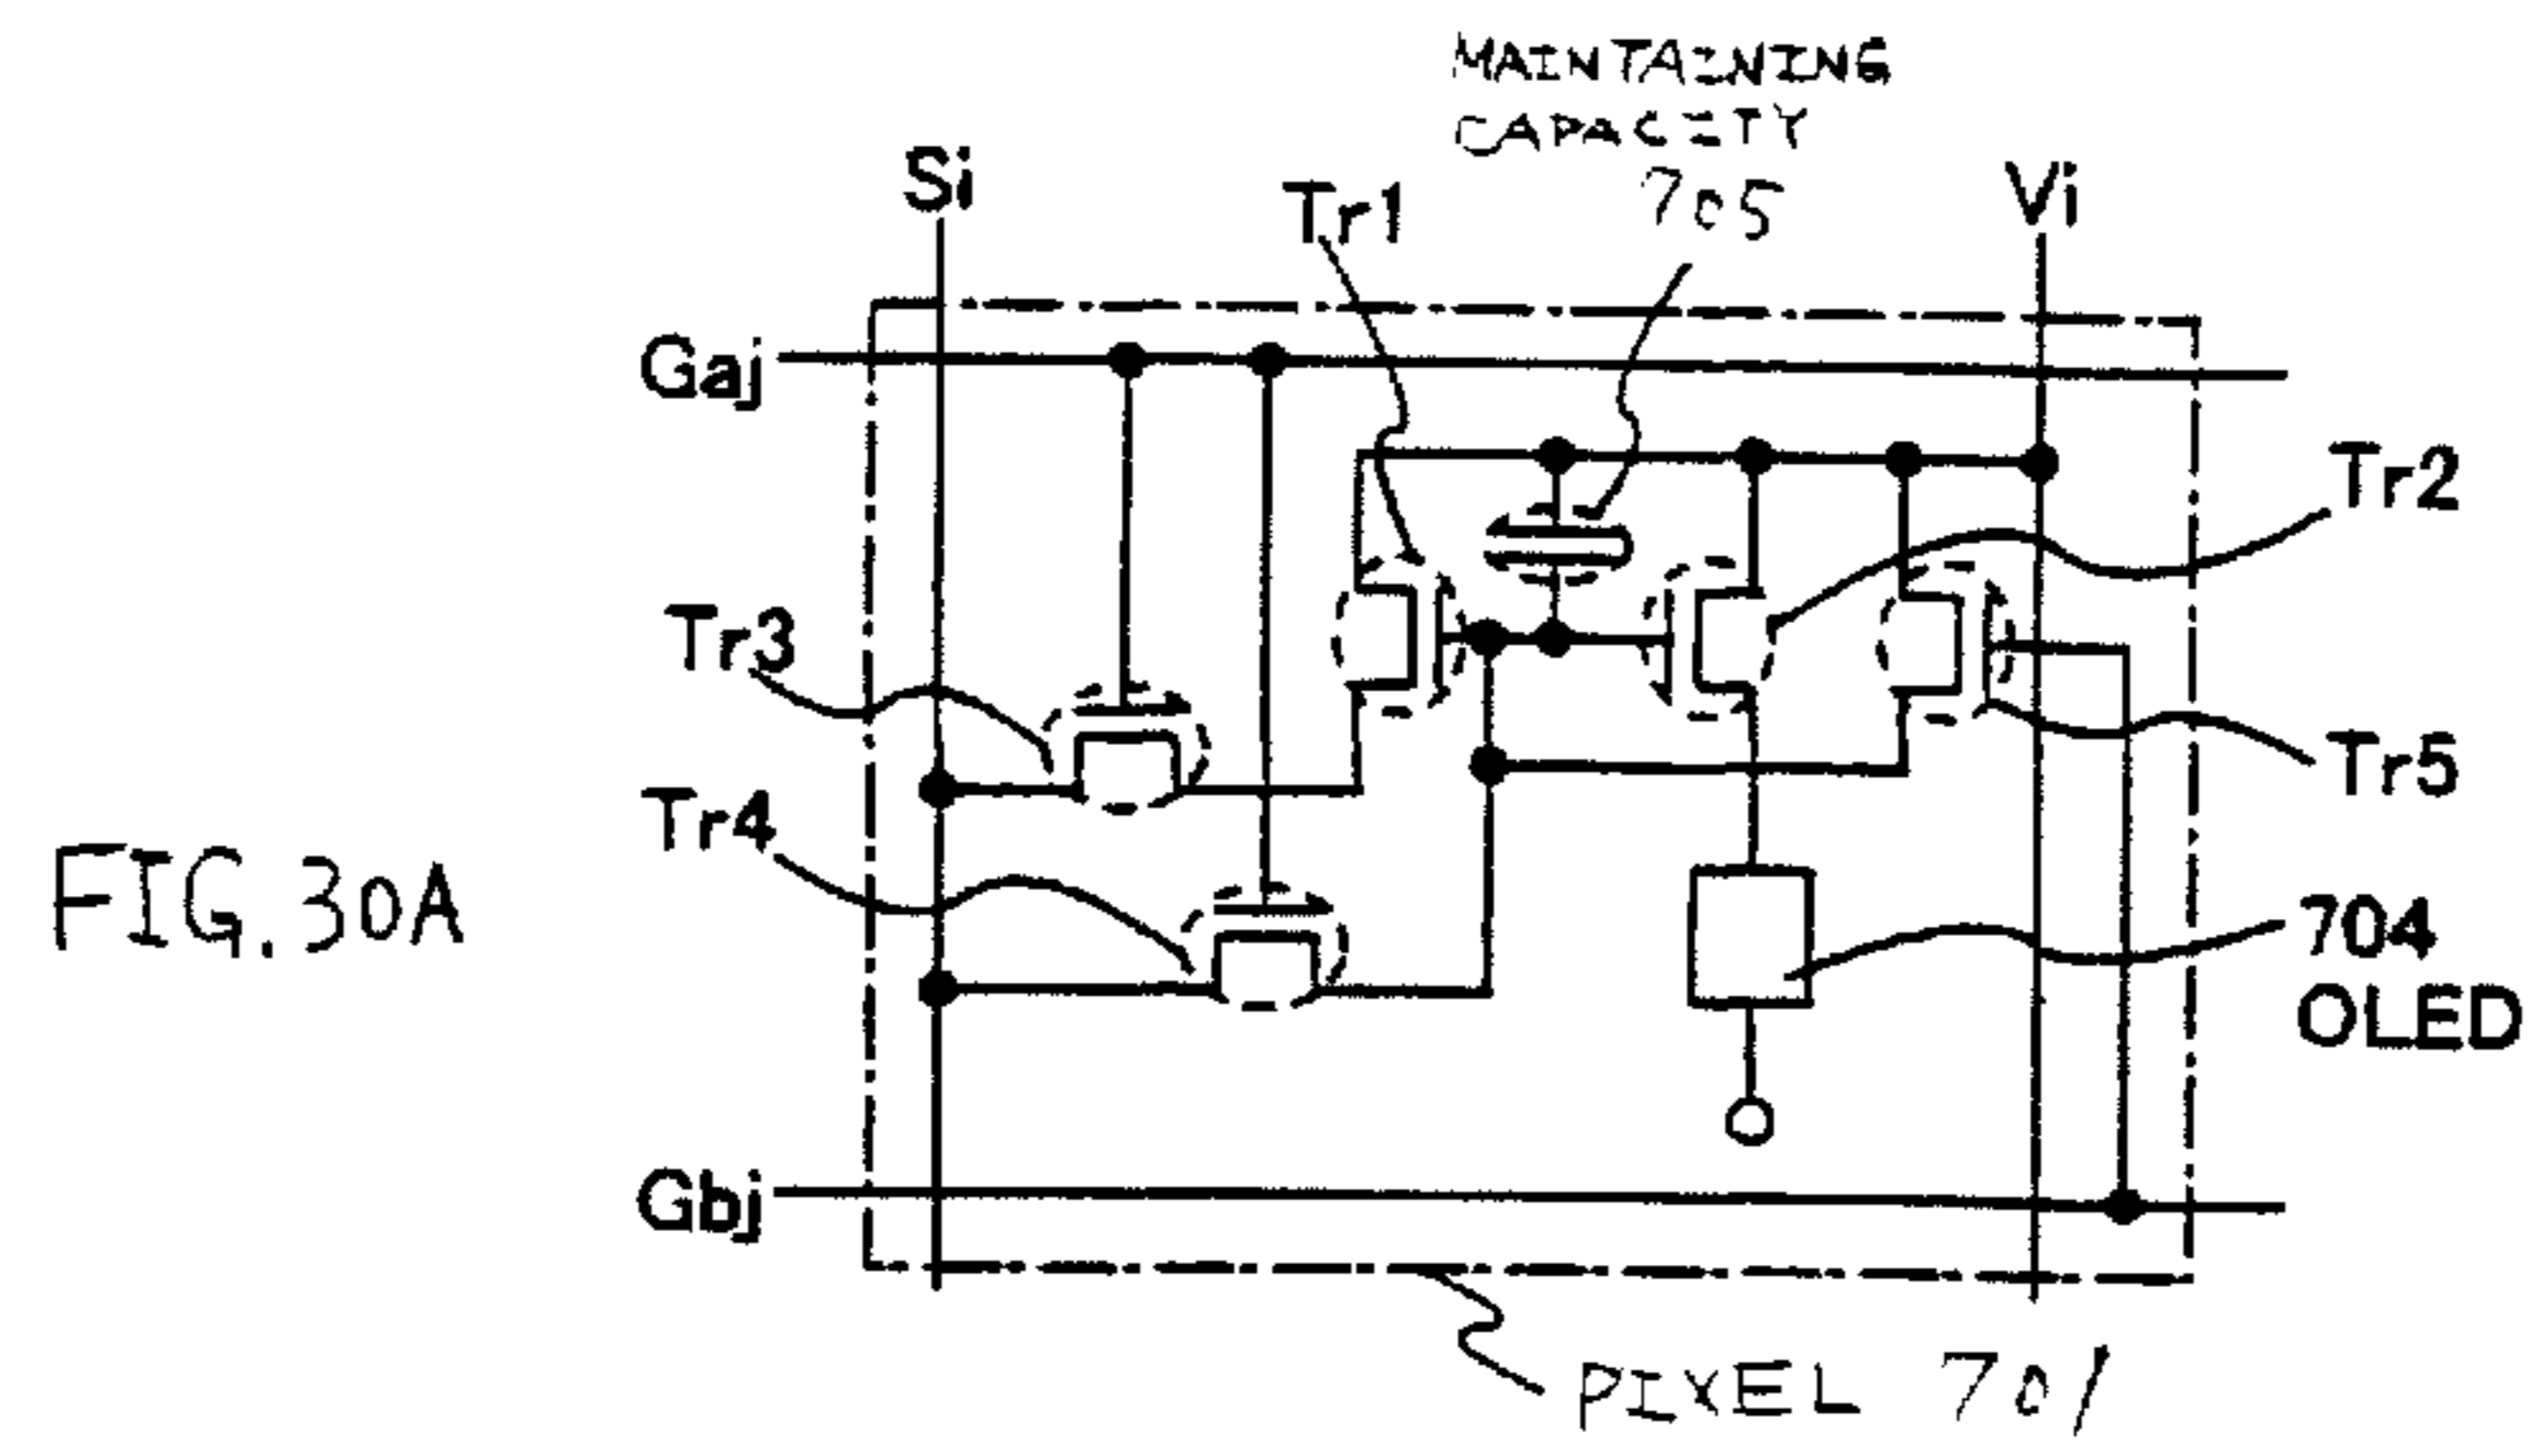 MAINTAINING
CAPACITY
705
Si
Tr1
Vi
Gaj
Tr2
Tr3
Tr5
Tr4
FIG.30A
704
OLED
Gbj
PIXEL 701